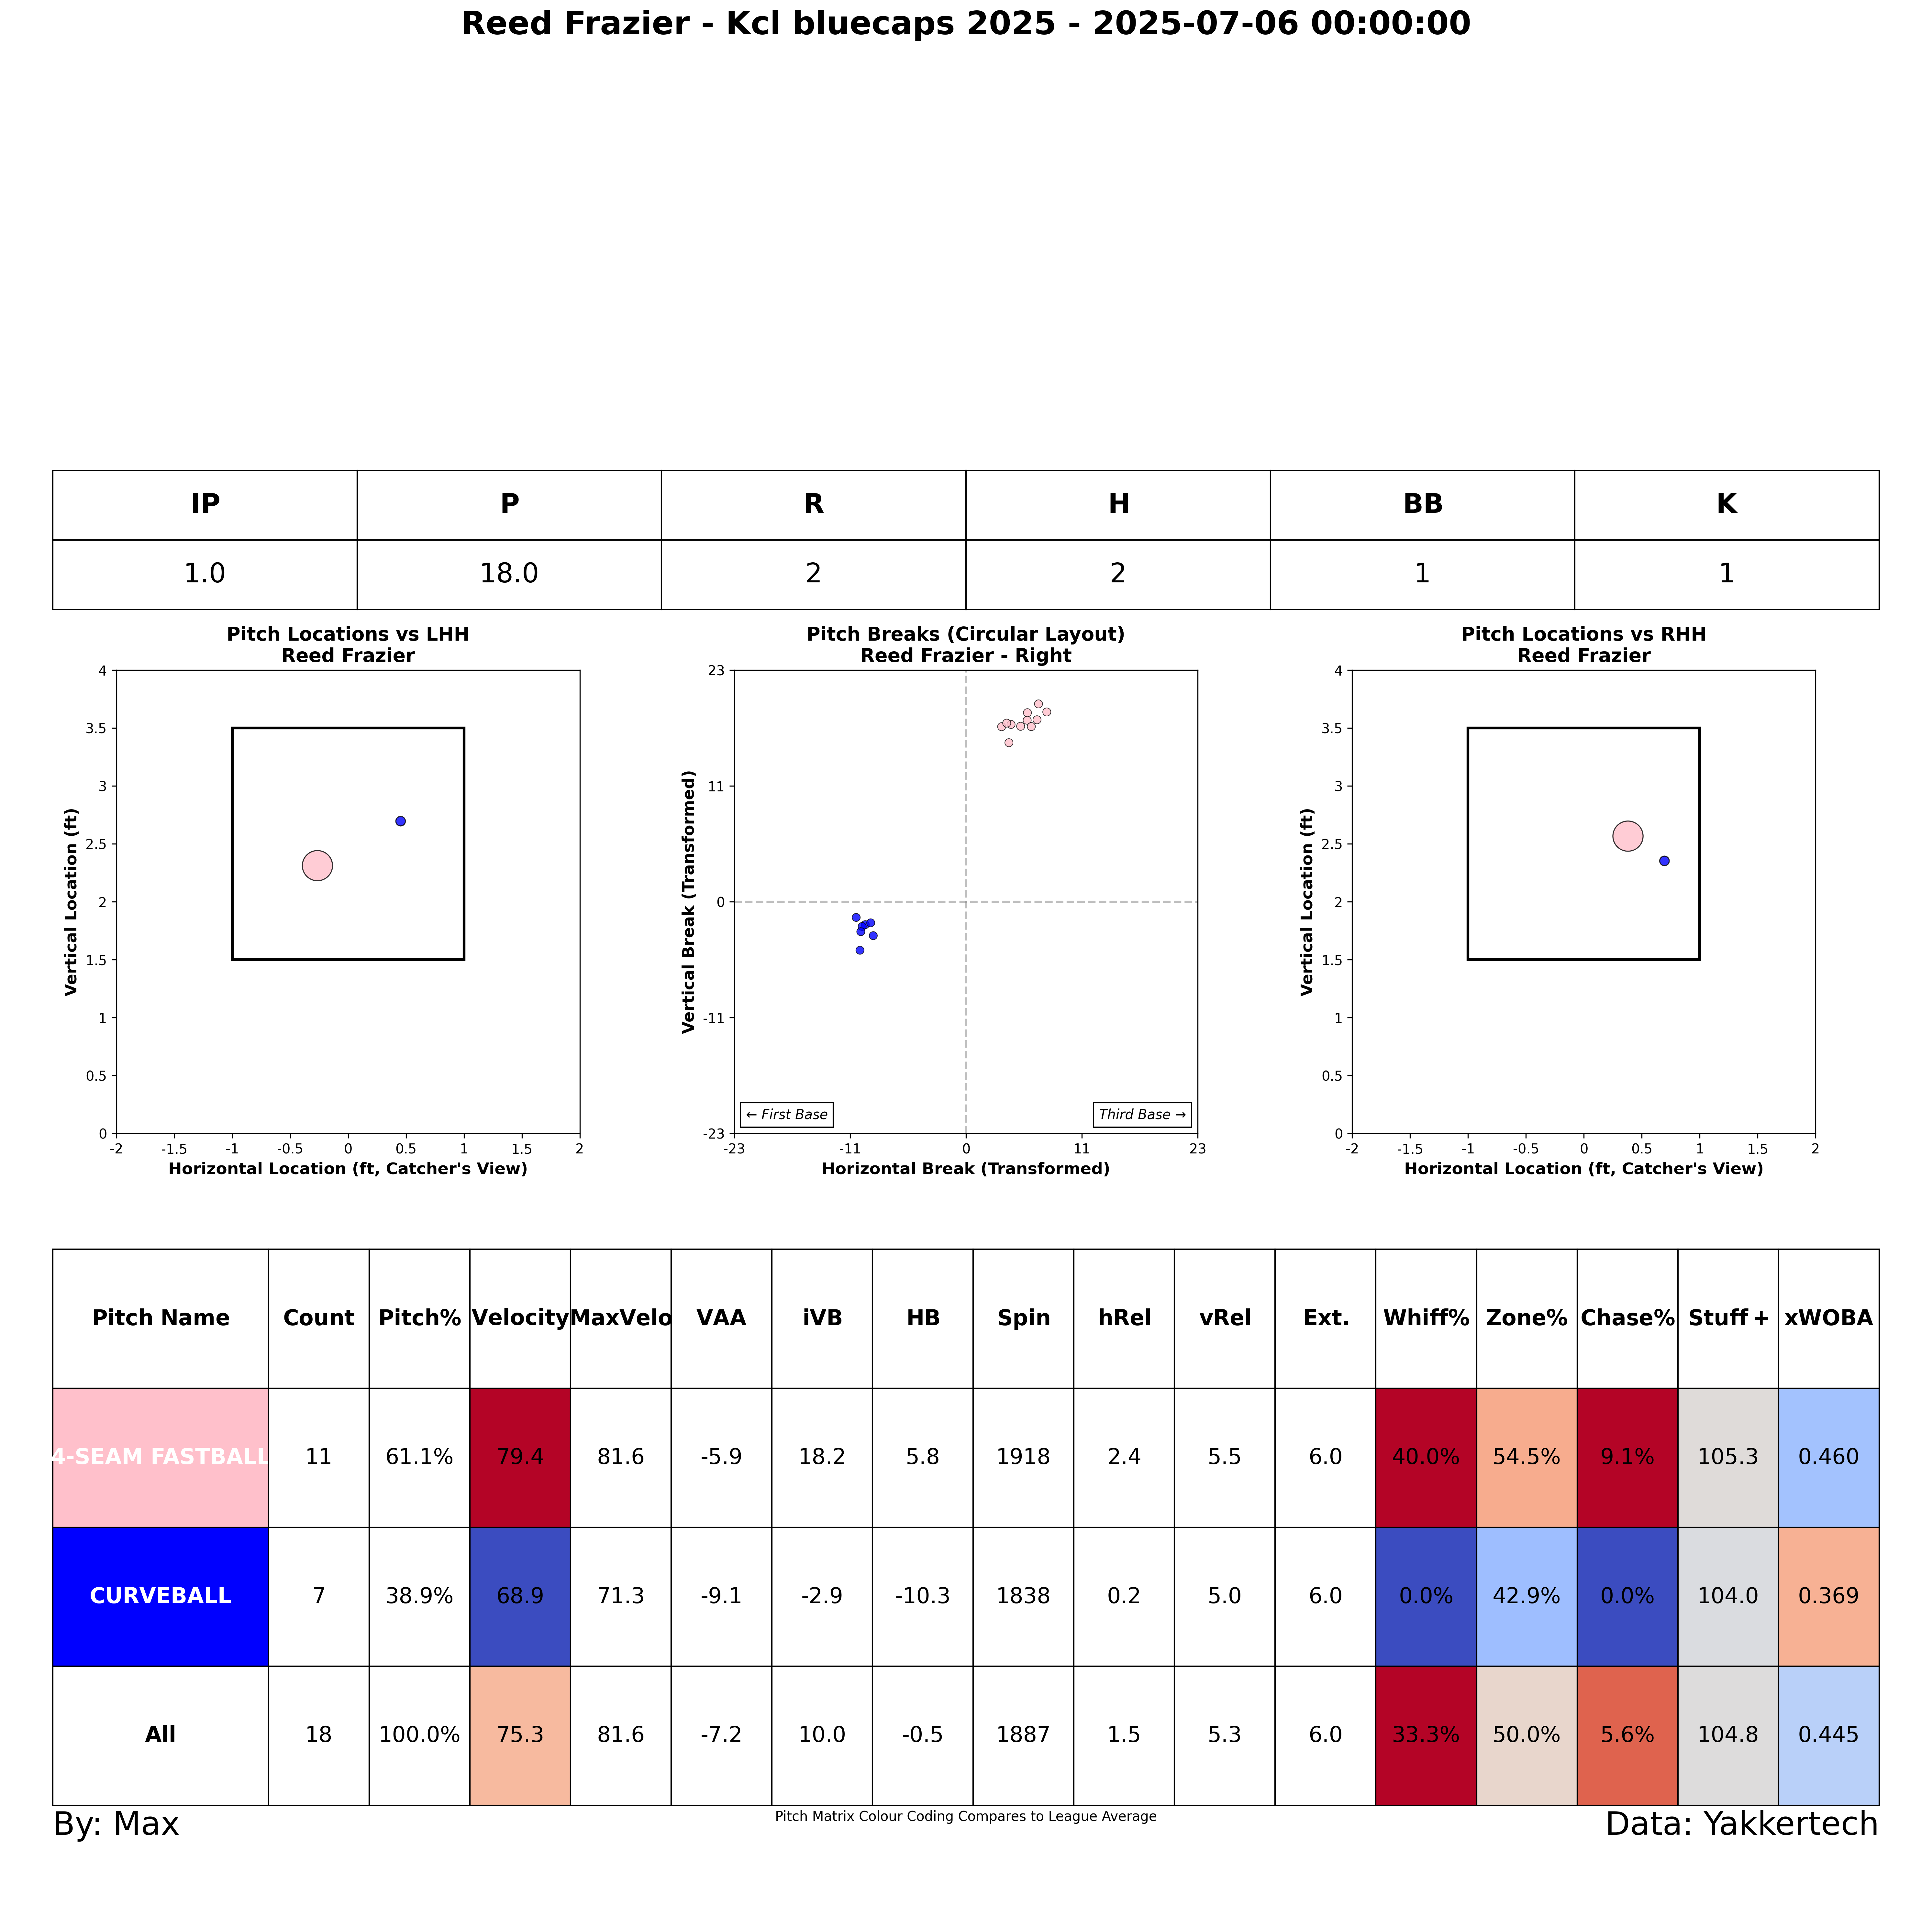 Reed Frazier - Kcl bluecaps 2025 - 2025-07-06 00:00:00
IP P R H BB K
1.0 18.0 2 2 1 1
Pitch Locations vs LHH
Reed Frazier
4
3.5
3
2.5
2
1.5
1
0.5
0
Vertical Location (ft)
-2 -1.5 -1 -0.5 0 0.5 1 1.5 2
Horizontal Location (ft, Catcher's View)
Pitch Breaks (Circular Layout)
Reed Frazier - Right
23
11
0
-11
-23
Vertical Break (Transformed)
← First Base
Third Base →
-23 -11 0 11 23
Horizontal Break (Transformed)
Pitch Locations vs RHH
Reed Frazier
4
3.5
3
2.5
2
1.5
1
0.5
0
Vertical Location (ft)
-2 -1.5 -1 -0.5 0 0.5 1 1.5 2
Horizontal Location (ft, Catcher's View)
Pitch Name Count Pitch% Velocity MaxVelo VAA iVB HB Spin hRel vRel Ext. Whiff% Zone% Chase% Stuff+ xWOBA
4-SEAM FASTBALL 11 61.1% 79.4 81.6 -5.9 18.2 5.8 1918 2.4 5.5 6.0 40.0% 54.5% 9.1% 105.3 0.460
CURVEBALL 7 38.9% 68.9 71.3 -9.1 -2.9 -10.3 1838 0.2 5.0 6.0 0.0% 42.9% 0.0% 104.0 0.369
All 18 100.0% 75.3 81.6 -7.2 10.0 -0.5 1887 1.5 5.3 6.0 33.3% 50.0% 5.6% 104.8 0.445
By: Max
Pitch Matrix Colour Coding Compares to League Average
Data: Yakkertech